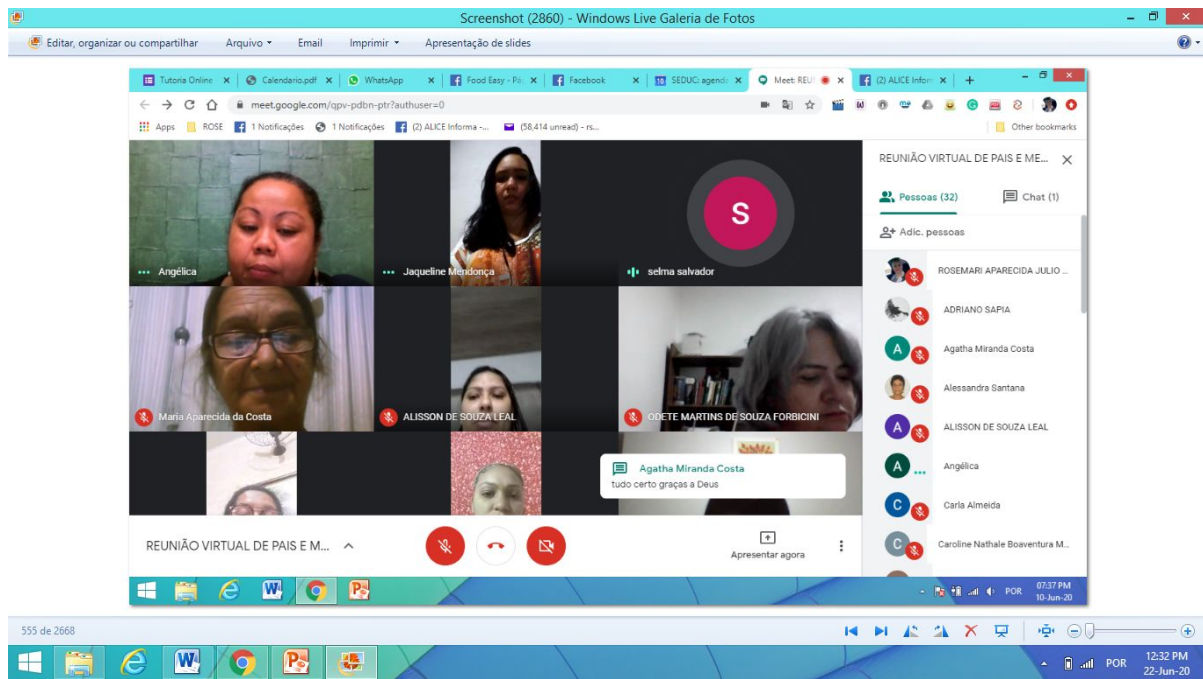 Screenshot (2860) - Windows Live Galeria de Fotos
Editar, organizar ou compartilhar Arquivo Email Imprimir Apresentação de slides
Tutoria Online Calendario.pdf WhatsApp Food Easy - Pá Facebook SEDUC: agenda Meet: REU (2) ALICE Inform
meet.google.com/qpv-pdbn-ptr?authuser=0
Apps ROSE 1 Notificações 1 Notificações (2) ALICE Informa -... (58,414 unread) - rs... Other bookmarks
REUNIÃO VIRTUAL DE PAIS E ME...
Pessoas (32) Chat (1)
Adic. pessoas
S
Angélica
Jaqueline Mendonça
selma salvador
Maria Aparecida da Costa
ALISSON DE SOUZA LEAL
ODETE MARTINS DE SOUZA FORBICINI
Agatha Miranda Costa
tudo certo graças a Deus
ROSEMARI APARECIDA JULIO ...
ADRIANO SAPIA
A Agatha Miranda Costa
Alessandra Santana
A ALISSON DE SOUZA LEAL
A Angélica
C Carla Almeida
C Caroline Nathale Boaventura M...
REUNIÃO VIRTUAL DE PAIS E M...
Apresentar agora
POR 07:37 PM
10-Jun-20
555 de 2668
POR 12:32 PM
22-Jun-20